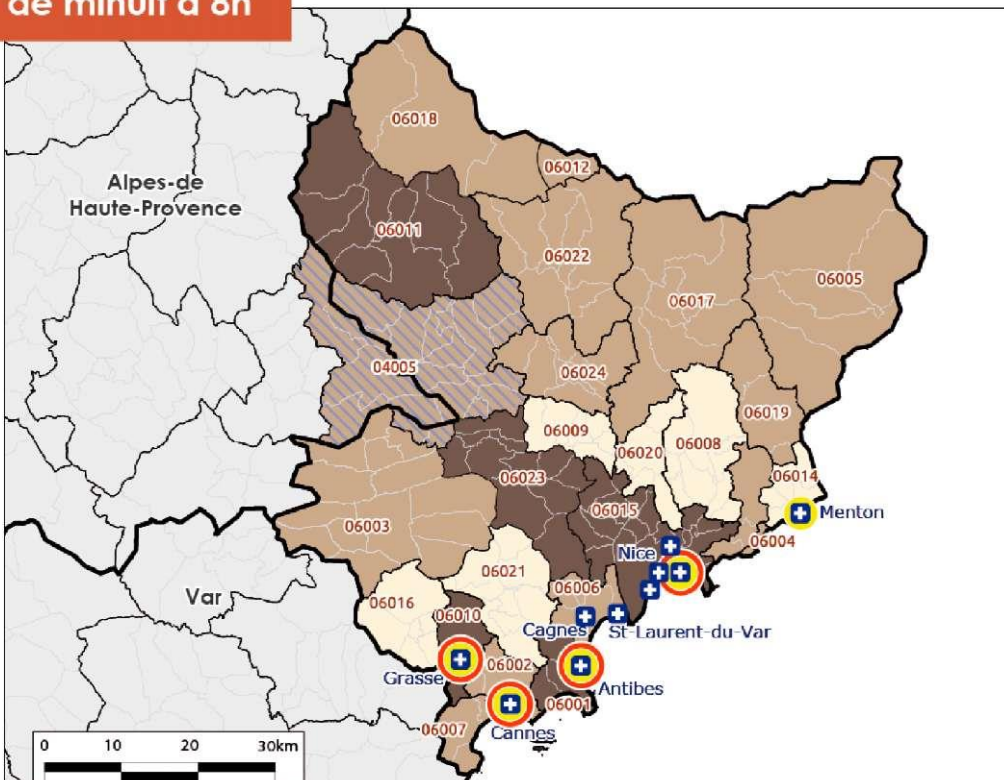 de minuit à 8h
06018
06012
Alpes-de
Haute-Provence
06011
06022
06005
06017
04005
06024
06019
06009
06008
06020
06014
06023
06015
Menton
06003
06004
Nice
06021
06006
Var
06016
06010
Cagnes
St-Laurent-du-Var
Grasse
06002
Antibes
06001
06007
Cannes
0 10 20 30km